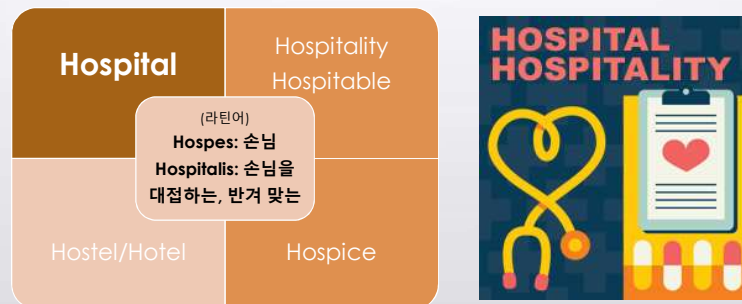 Hospital
Hospitality
Hospitable
(라틴어)
Hospes: 손님
Hospitalis: 손님을
대접하는, 반겨 맞는
Hostel/Hotel
Hospice
HOSPITAL
HOSPITALITY